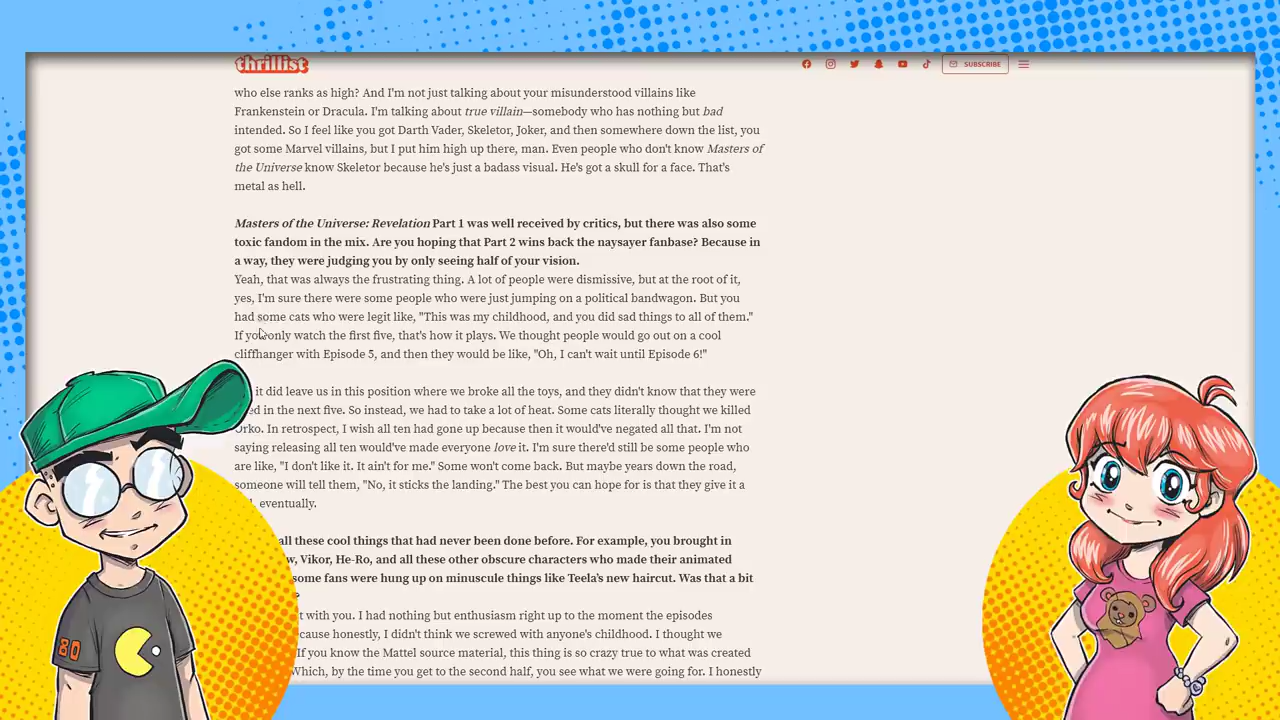 thrillist
SUBSCRIBE
who else ranks as high? And I'm not just talking about your misunderstood villains like
Frankenstein or Dracula. I'm talking about true villain—somebody who has nothing but bad
intended. So I feel like you got Darth Vader, Skeletor, Joker, and then somewhere down the list, you
got some Marvel villains, but I put him high up there, man. Even people who don't know Masters of
the Universe know Skeletor because he's just a badass visual. He's got a skull for a face. That's
metal as hell.
Masters of the Universe: Revelation Part 1 was well received by critics, but there was also some
toxic fandom in the mix. Are you hoping that Part 2 wins back the naysayer fanbase? Because in
a way, they were judging you by only seeing half of your vision.
Yeah, that was always the frustrating thing. A lot of people were dismissive, but at the root of it,
yes, I'm sure there were some people who were just jumping on a political bandwagon. But you
had some cats who were legit like, "This was my childhood, and you did sad things to all of them."
If you only watch the first five, that's how it plays. We thought people would go out on a cool
cliffhanger with Episode 5, and then they would be like, "Oh, I can't wait until Episode 6!"
it did leave us in this position where we broke all the toys, and they didn't know that they were
in the next five. So instead, we had to take a lot of heat. Some cats literally thought we killed
Orko. In retrospect, I wish all ten had gone up because then it would've negated all that. I'm not
saying releasing all ten would've made everyone love it. I'm sure there'd still be some people who
are like, "I don't like it. It ain't for me." Some won't come back. But maybe years down the road,
someone will tell them, "No, it sticks the landing." The best you can hope for is that they give it a
eventually.
all these cool things that had never been done before. For example, you brought in
Vikor, He-Ro, and all these other obscure characters who made their animated
some fans were hung up on minuscule things like Teela's new haircut. Was that a bit
with you. I had nothing but enthusiasm right up to the moment the episodes
honestly, I didn't think we screwed with anyone's childhood. I thought we
If you know the Mattel source material, this thing is so crazy true to what was created
Which, by the time you get to the second half, you see what we were going for. I honestly
80